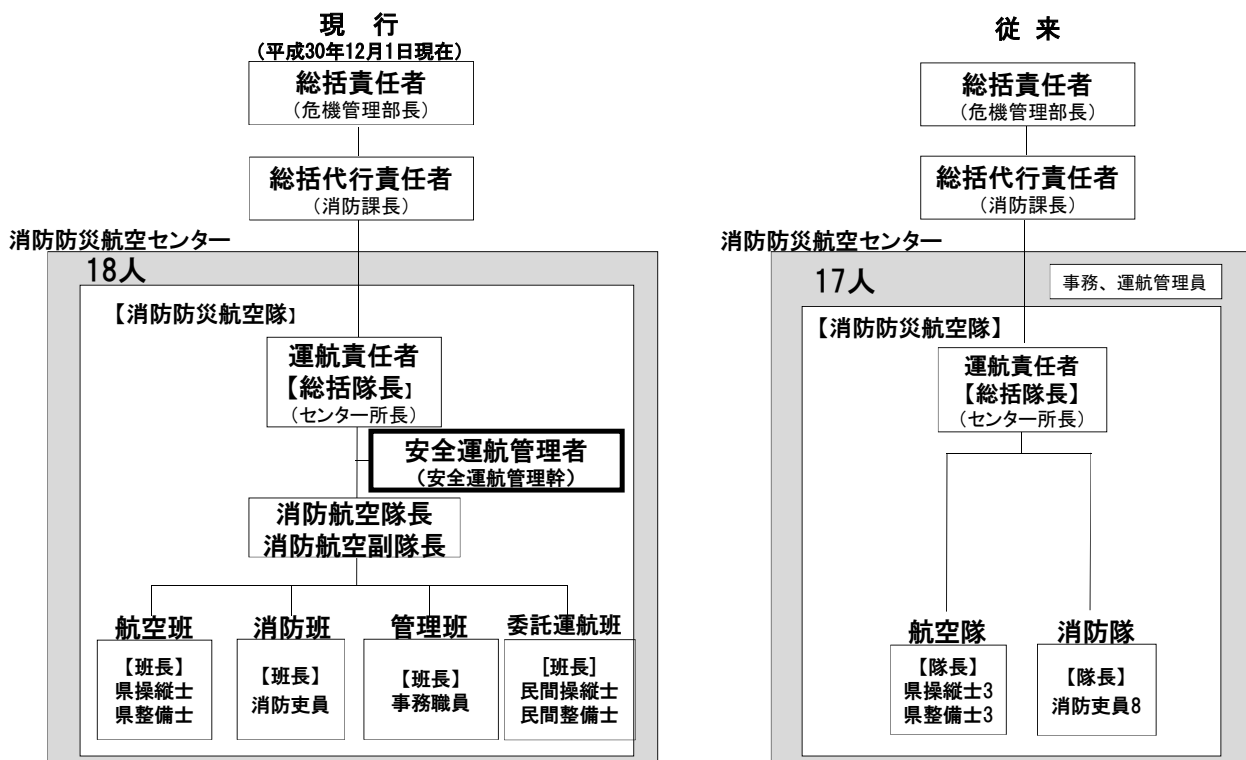 現 行
（平成30年12月1日現在）
総括責任者
（危機管理部長）
総括代行責任者
（消防課長）
消防防災航空センター
18人
【消防防災航空隊】
運航責任者
【総括隊長】
（センター所長）
安全運航管理者
（安全運航管理幹）
消防航空隊長
消防航空副隊長
航空班
【班長】
県操縦士
県整備士
消防班
【班長】
消防吏員
管理班
【班長】
事務職員
委託運航班
[班長]
民間操縦士
民間整備士
従 来
総括責任者
（危機管理部長）
総括代行責任者
（消防課長）
消防防災航空センター
17人
事務、運航管理員
【消防防災航空隊】
運航責任者
【総括隊長】
（センター所長）
航空隊
【隊長】
県操縦士3
県整備士3
消防隊
【隊長】
消防吏員8